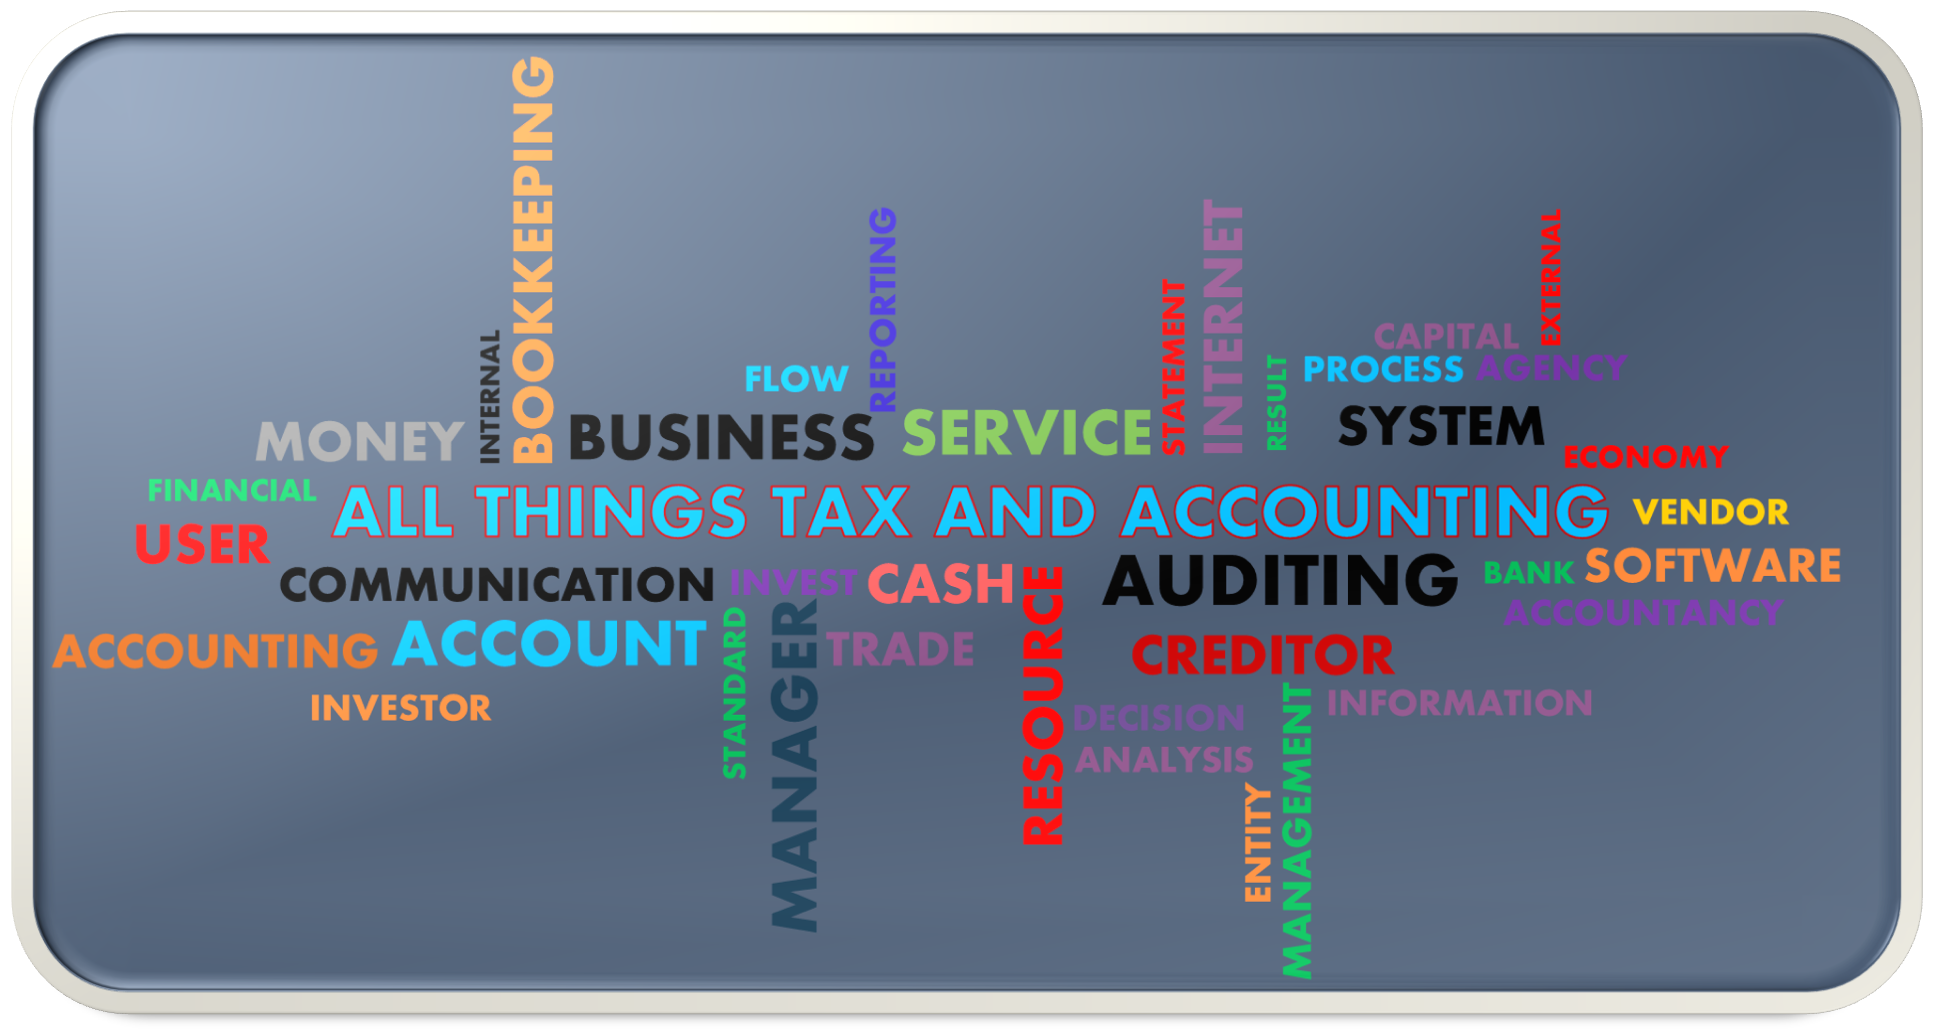 BOOKKEEPING
INTERNAL
REPORTING
FLOW
STATEMENT
INTERNET
RESULT
EXTERNAL
CAPITAL
PROCESS AGENCY
MONEY
BUSINESS
SERVICE
SYSTEM
ECONOMY
FINANCIAL
ALL THINGS TAX AND ACCOUNTING
VENDOR
USER
COMMUNICATION
INVEST
CASH
AUDITING
BANK
SOFTWARE
ACCOUNTANCY
ACCOUNTING
ACCOUNT
STANDARD
MANAGER
TRADE
RESOURCE
CREDITOR
INVESTOR
DECISION
INFORMATION
ANALYSIS
ENTITY
MANAGEMENT